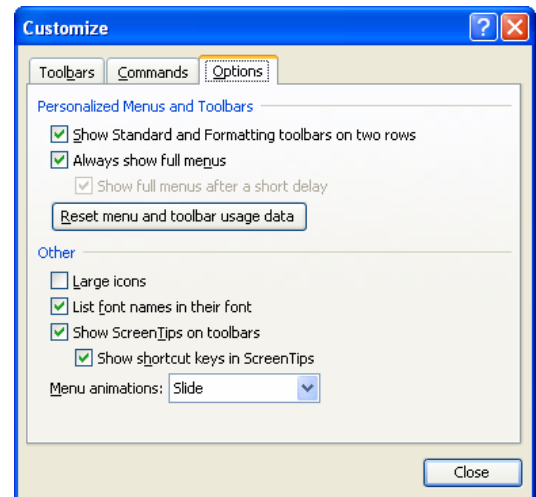 Customize
Toolbars Commands Options
Personalized Menus and Toolbars
Show Standard and Formatting toolbars on two rows
Always show full menus
Show full menus after a short delay
Reset menu and toolbar usage data
Other
Large icons
List font names in their font
Show ScreenTips on toolbars
Show shortcut keys in ScreenTips
Menu animations: Slide
Close